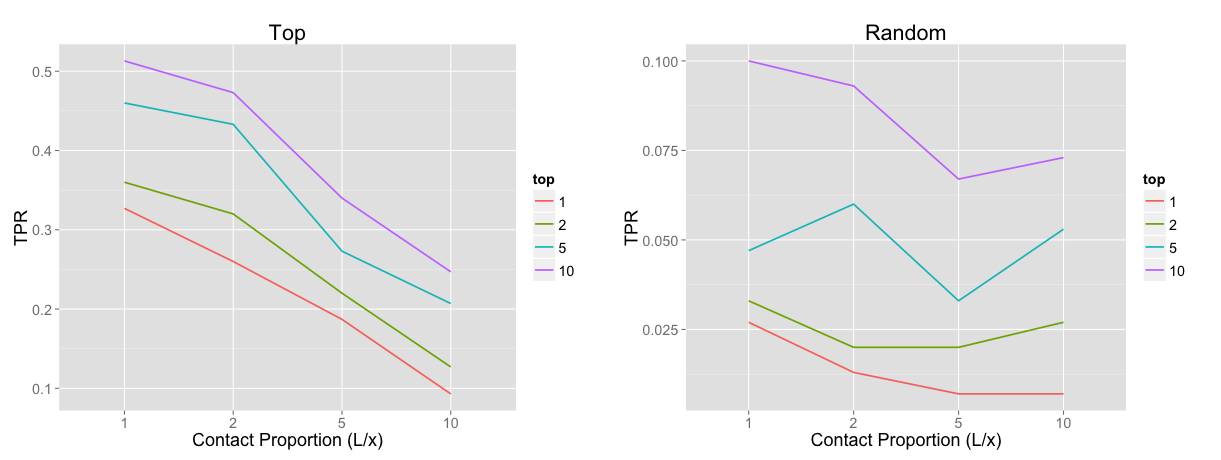 Top
TPR
0.5
0.4
0.3
0.2
0.1
1 2 5 10
Contact Proportion (L/x)
top
1
2
5
10
Random
TPR
0.100
0.075
0.050
0.025
1 2 5 10
Contact Proportion (L/x)
top
1
2
5
10